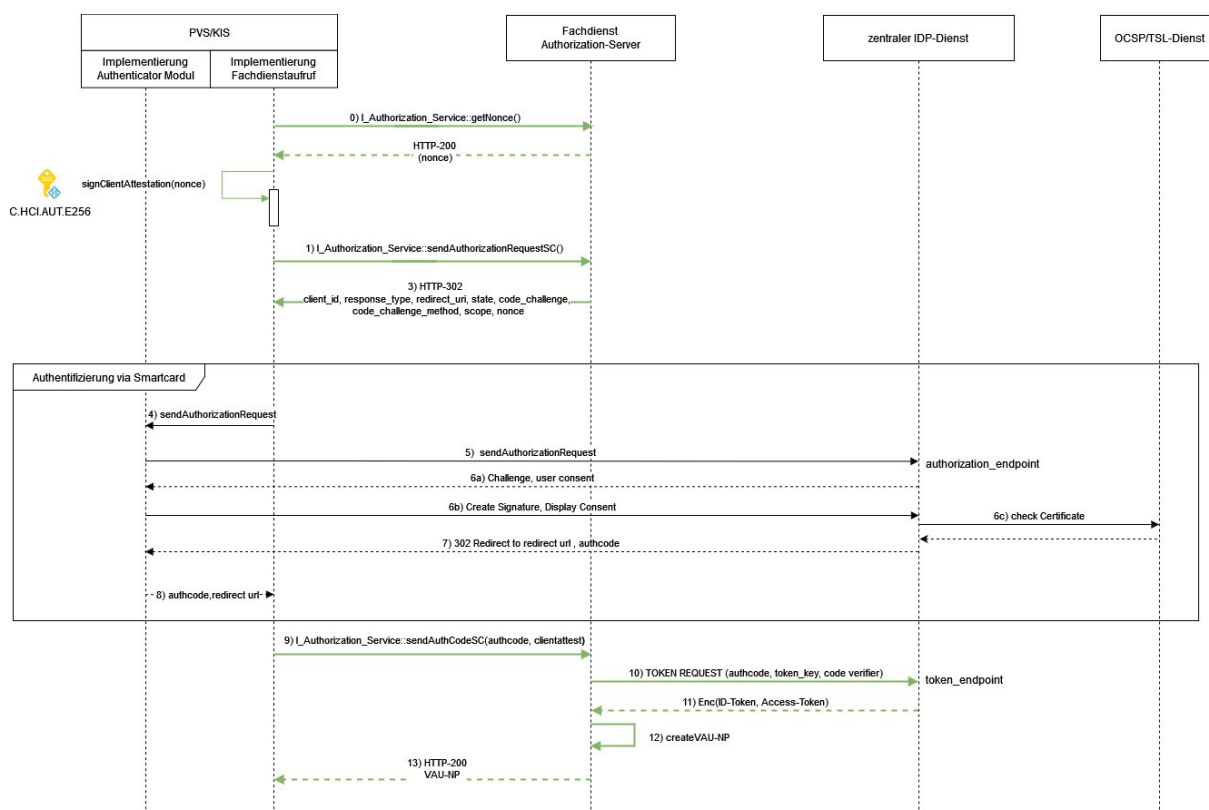 PVS/KIS
Implementierung
Authenticator Modul
Implementierung
Fachdienstaufruf
Fachdienst
Authorization-Server
zentraler IDP-Dienst
OCSP/TSL-Dienst
0) I_Authorization_Service::getNonce()
HTTP-200
(nonce)
signClientAttestation(nonce)
C.HCI.AUT.E256
1) I_Authorization_Service::sendAuthorizationRequestSC()
3) HTTP-302
client_id, response_type, redirect_uri, state, code_challenge,
code_challenge_method, scope, nonce
Authentifizierung via Smartcard
4) sendAuthorizationRequest
5) sendAuthorizationRequest
authorization_endpoint
6a) Challenge, user consent
6b) Create Signature, Display Consent
6c) check Certificate
7) 302 Redirect to redirect url , authcode
8) authcode,redirect url
9) I_Authorization_Service::sendAuthCodeSC(authcode, clientattest)
10) TOKEN REQUEST (authcode, token_key, code verifier)
token_endpoint
11) Enc(ID-Token, Access-Token)
12) createVAU-NP
13) HTTP-200
VAU-NP